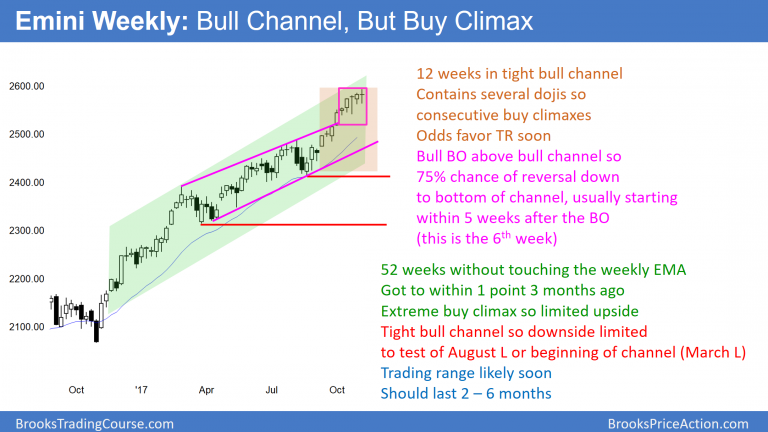 Emini Weekly: Bull Channel, But Buy Climax
2600.00
2500.00
2400.00
2300.00
2200.00
2100.00
Oct
'17
Apr
Jul
Oct
12 weeks in tight bull channel
Contains several dojis so
consecutive buy climaxes
Odds favor TR soon
Bull BO above bull channel so
75% chance of reversal down
to bottom of channel, usually starting
within 5 weeks after the BO
(this is the 6th week)
52 weeks without touching the weekly EMA
Got to within 1 point 3 months ago
Extreme buy climax so limited upside
Tight bull channel so downside limited
to test of August L or beginning of channel (March L)
Trading range likely soon
Should last 2 – 6 months
BrooksTradingCourse.com
BrooksPriceAction.com